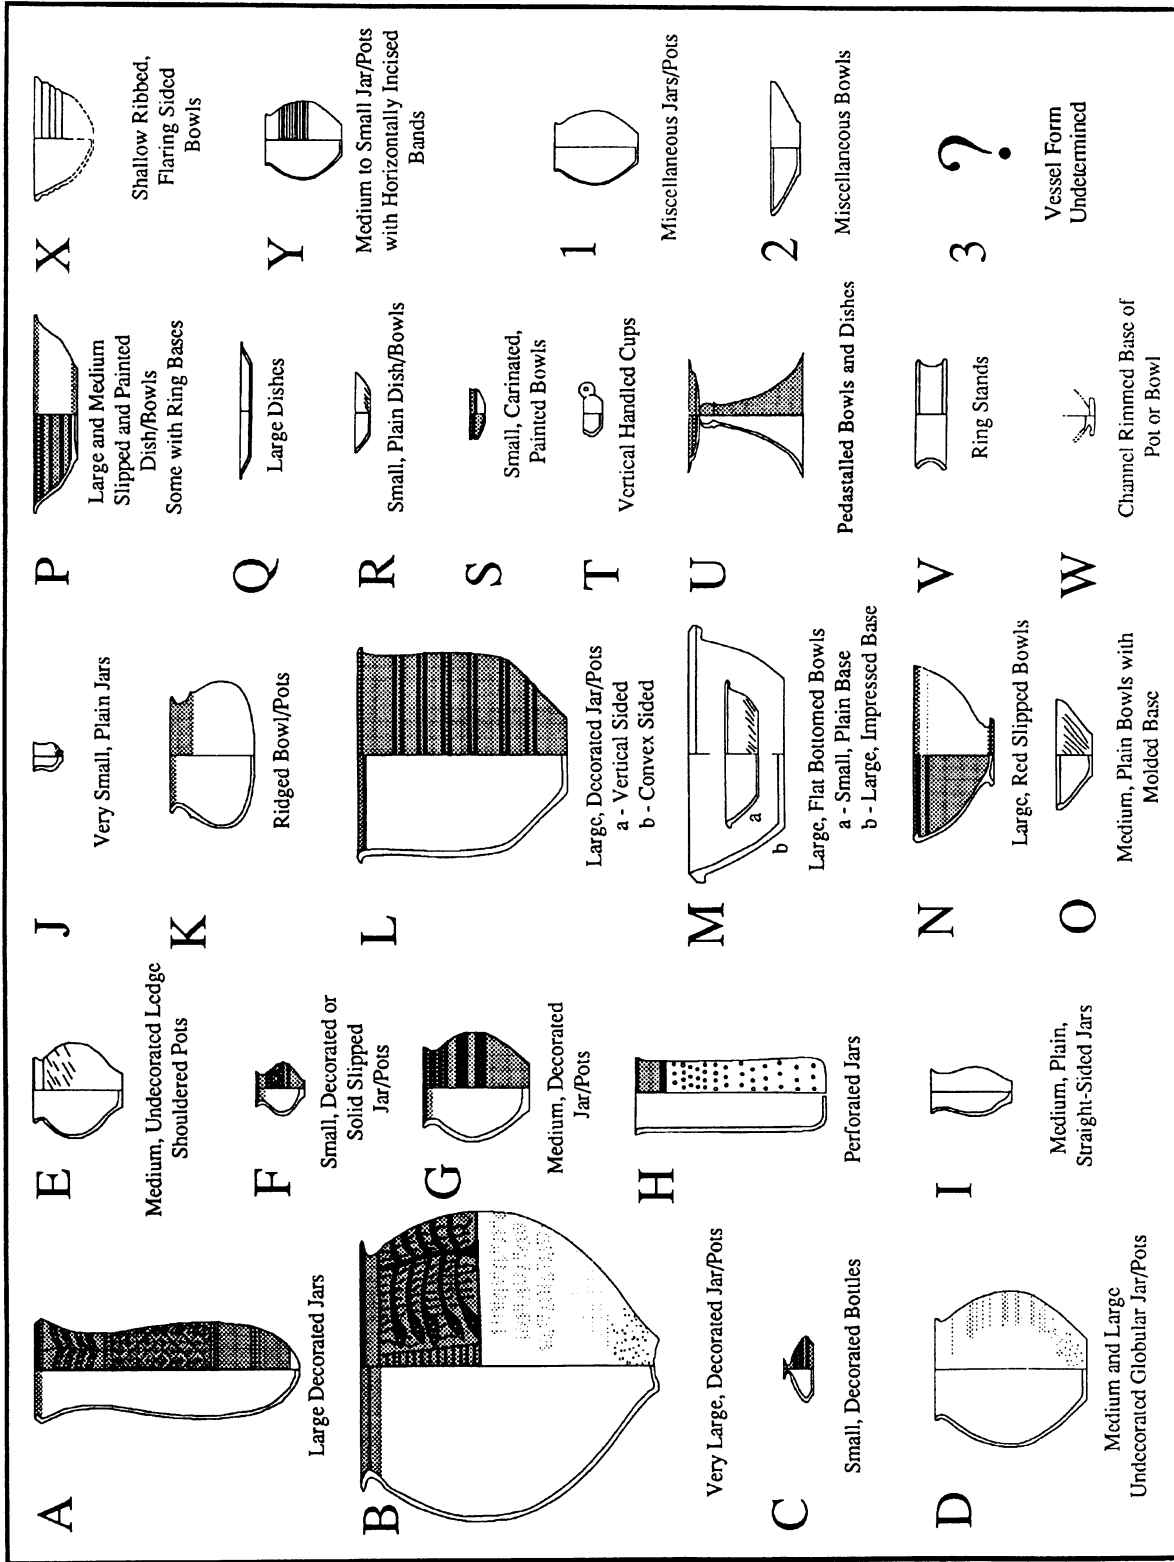 A
Large Decorated Jars
B
Very Large, Decorated Jar/Pots
C
Small, Decorated Bottles
D
Medium and Large
Undecorated Globular Jar/Pots
E
Medium, Undecorated Ledge
Shouldered Pots
F
Small, Decorated or
Solid Slipped
Jar/Pots
G
Medium, Decorated
Jar/Pots
H
Perforated Jars
I
Medium, Plain,
Straight-Sided Jars
J
Very Small, Plain Jars
K
Ridged Bowl/Pots
L
Large, Decorated Jar/Pots
a - Vertical Sided
b - Convex Sided
M
a
b
Large, Flat Bottomed Bowls
a - Small, Plain Base
b - Large, Impressed Base
N
Large, Red Slipped Bowls
O
Medium, Plain Bowls with
Molded Base
P
Large and Medium
Slipped and Painted
Dish/Bowls
Some with Ring Bases
Q
Large Dishes
R
Small, Plain Dish/Bowls
S
Small, Carinated,
Painted Bowls
T
Vertical Handled Cups
U
Pedastalled Bowls and Dishes
V
Ring Stands
W
Channel Rimmed Base of
Pot or Bowl
X
Shallow Ribbed,
Flaring Sided
Bowls
Y
Medium to Small Jar/Pots
with Horizontally Incised
Bands
1
Miscellaneous Jars/Pots
2
Miscellaneous Bowls
3
?
Vessel Form
Undetermined